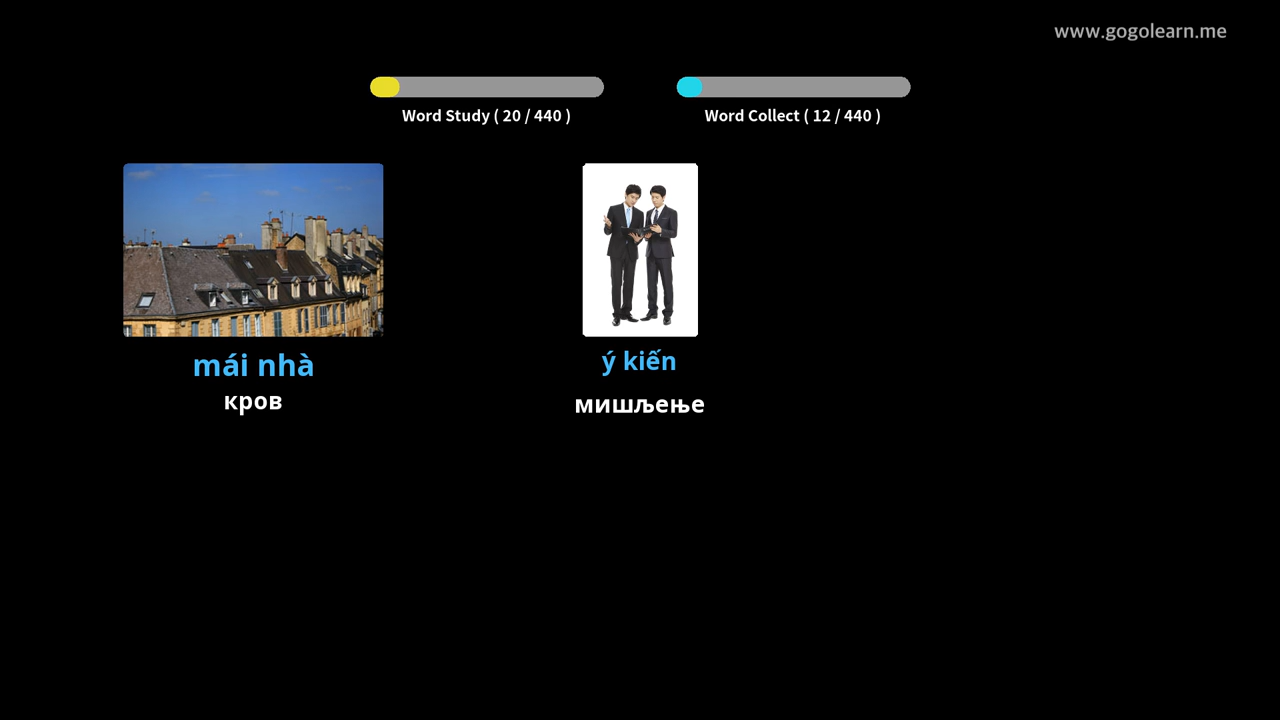 www.gogolearn.me
Word Study ( 20 / 440 )
Word Collect ( 12 / 440 )
mái nhà
кров
ý kiến
мишљење